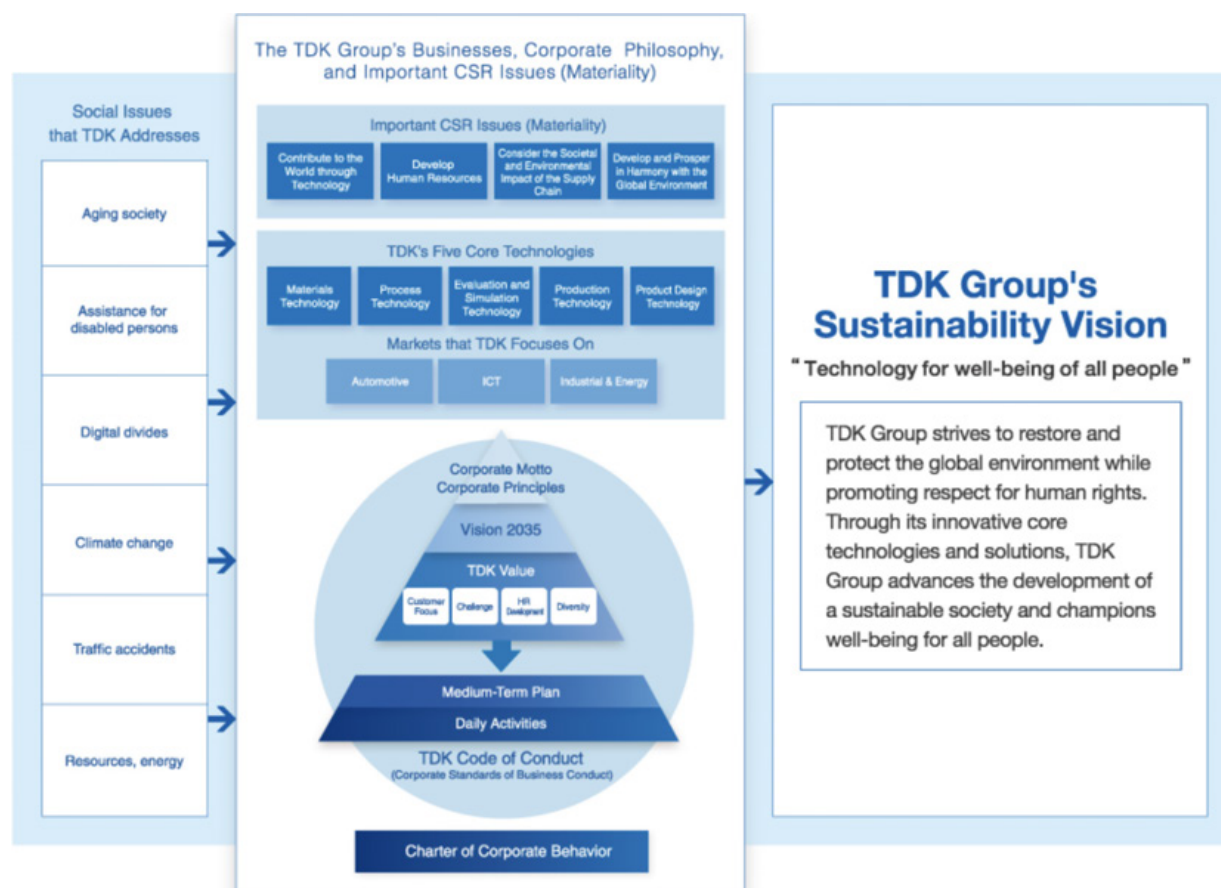 The TDK Group's Businesses, Corporate Philosophy,
and Important CSR Issues (Materiality)
Social Issues
that TDK Addresses
Aging society
Assistance for
disabled persons
Digital divides
Climate change
Traffic accidents
Resources, energy
Important CSR Issues (Materiality)
Contribute to the
World through
Technology
Develop
Human Resources
Consider the Societal
and Environmental
Impact of the Supply
Chain
Develop and Prosper
in Harmony with the
Global Environment
TDK's Five Core Technologies
Materials
Technology
Process
Technology
Evaluation and
Simulation
Technology
Production
Technology
Product Design
Technology
Markets that TDK Focuses On
Automotive
ICT
Industrial & Energy
Corporate Motto
Corporate Principles
Vision 2035
TDK Value
Customer
Focus
Challenge
HR
Development
Diversity
Medium-Term Plan
Daily Activities
TDK Code of Conduct
(Corporate Standards of Business Conduct)
Charter of Corporate Behavior
TDK Group's
Sustainability Vision
“Technology for well-being of all people”
TDK Group strives to restore and
protect the global environment while
promoting respect for human rights.
Through its innovative core
technologies and solutions, TDK
Group advances the development of
a sustainable society and champions
well-being for all people.